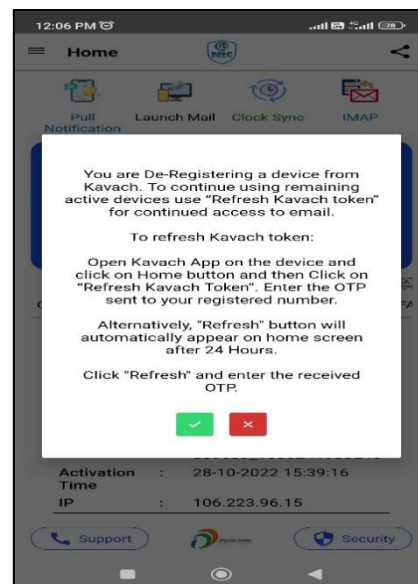 12:06 PM
4G
78
Home
NIC
Pull
Notification
Launch Mail
Clock Sync
IMAP
You are De-Registering a device from
Kavach. To continue using remaining
active devices use “Refresh Kavach token”
for continued access to email.
To refresh Kavach token:
Open Kavach App on the device and
click on Home button and then Click on
“Refresh Kavach Token”. Enter the OTP
sent to your registered number.
Alternatively, "Refresh" button will
automatically appear on home screen
after 24 Hours.
Click "Refresh" and enter the received
OTP.
Activation : 28-10-2022 15:39:16
Time
IP : 106.223.96.15
Support
Digital India
Security